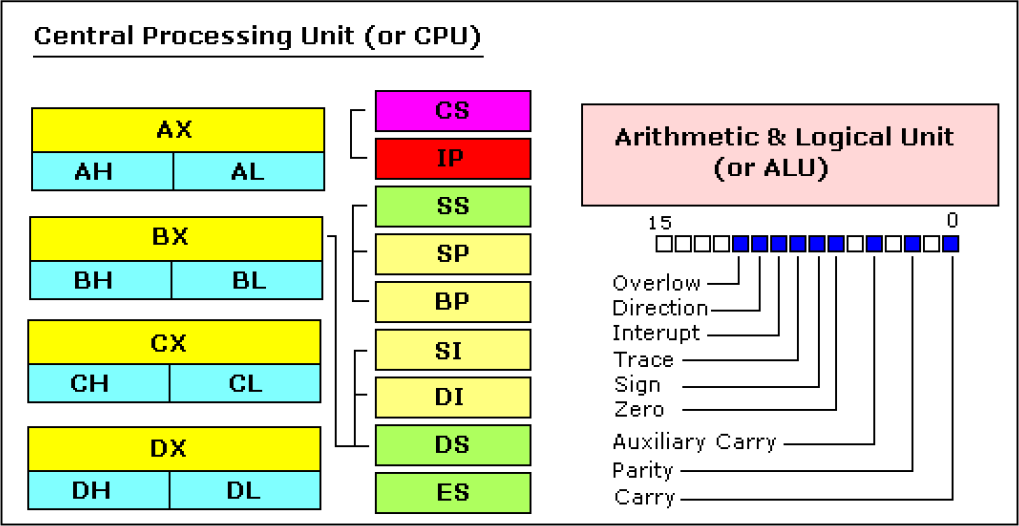 Central Processing Unit (or CPU)
AX
AH AL
BX
BH BL
CX
CH CL
DX
DH DL
CS
IP
SS
SP
BP
SI
DI
DS
ES
Arithmetic & Logical Unit
(or ALU)
15 0
Overlow
Direction
Interupt
Trace
Sign
Zero
Auxiliary Carry
Parity
Carry